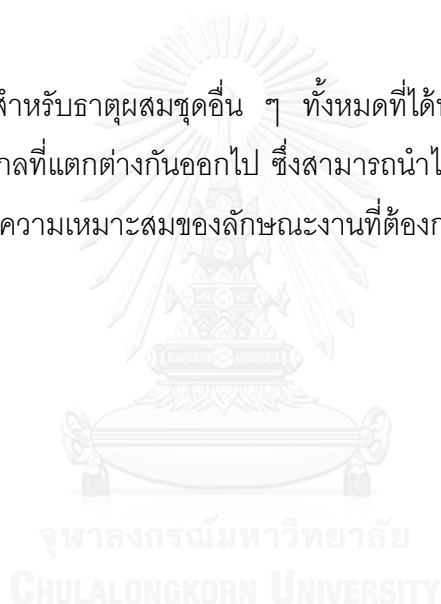 สำหรับธาตุผสมชุดอื่น ๆ ทั้งหมดที่ได้
กลที่แตกต่างกันออกไป ซึ่งสามารถนำไ
ความเหมาะสมของลักษณะงานที่ต้องก
จุฬาลงกรณ์มหาวิทยาลัย
CHULALONGKORN UNIVERSITY